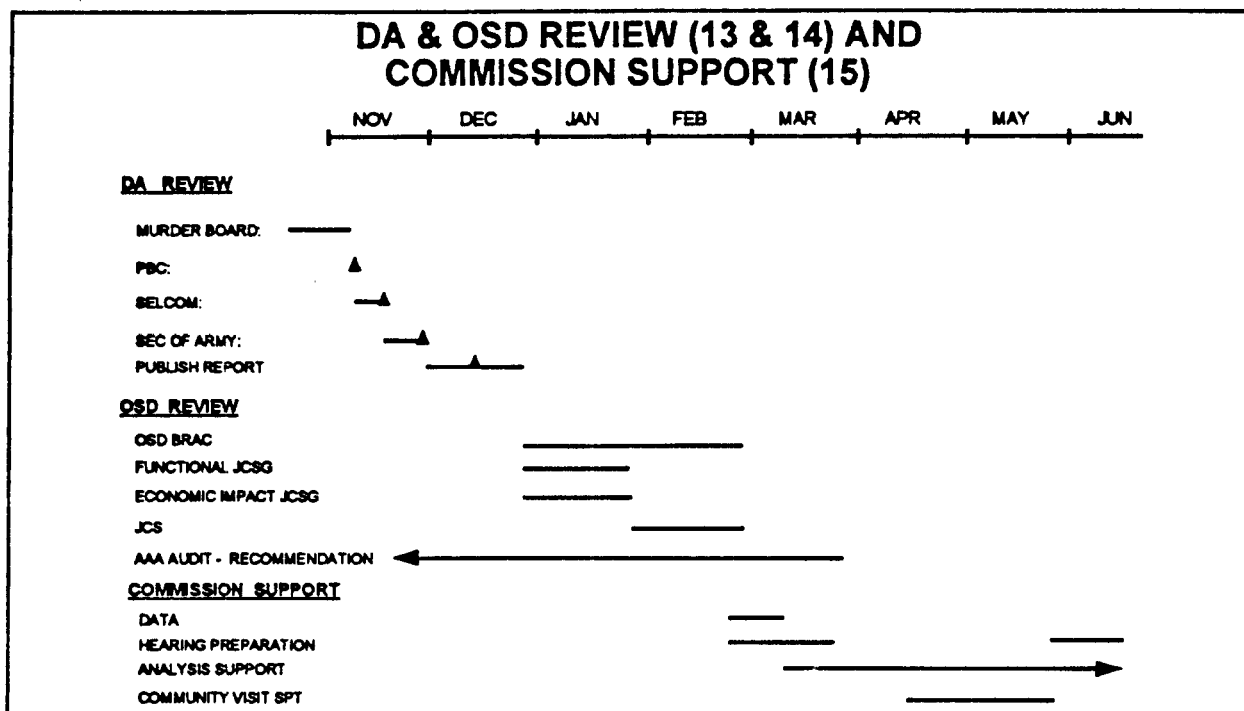 DA & OSD REVIEW (13 & 14) AND
COMMISSION SUPPORT (15)
NOV DEC JAN FEB MAR APR MAY JUN
DA REVIEW
MURDER BOARD:
PBC:
SELCOM:
SEC OF ARMY:
PUBLISH REPORT
OSD REVIEW
OSD BRAC
FUNCTIONAL JCSG
ECONOMIC IMPACT JCSG
JCS
AAA AUDIT - RECOMMENDATION
COMMISSION SUPPORT
DATA
HEARING PREPARATION
ANALYSIS SUPPORT
COMMUNITY VISIT SPT